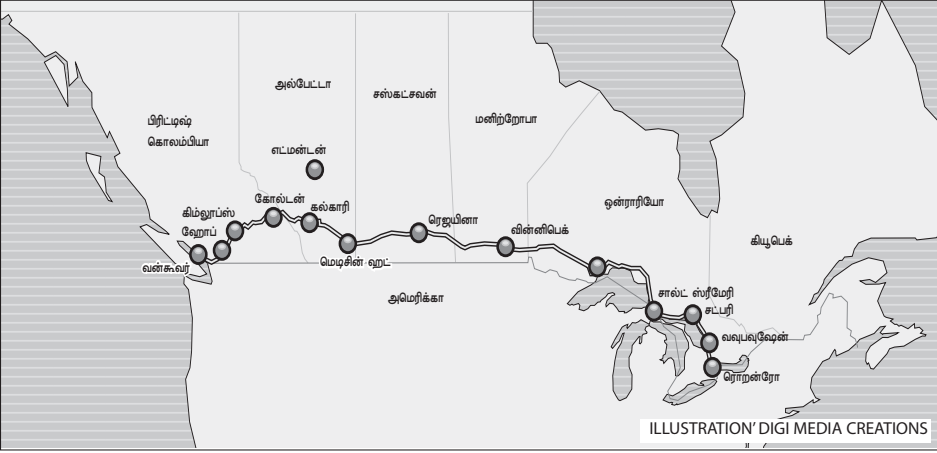 அல்பேட்டா
சஸ்கட்சவன்
மனிற்றோபா
பிரிட்டிஷ்
கொலம்பியா
எட்மன்டன்
கோல்டன்
கல்காரி
கிம்லூப்ஸ்
ஹோப்
வன்கூவர்
மெடிசின் ஹட்
ரெஜயினா
வின்னிபெக்
ஒன்ராரியோ
கியூபெக்
அமெரிக்கா
சால்ட் ஸ்ரீமேரி
சட்பரி
வவுபவுஷேன்
ரொறன்ரோ
ILLUSTRATION' DIGI MEDIA CREATIONS